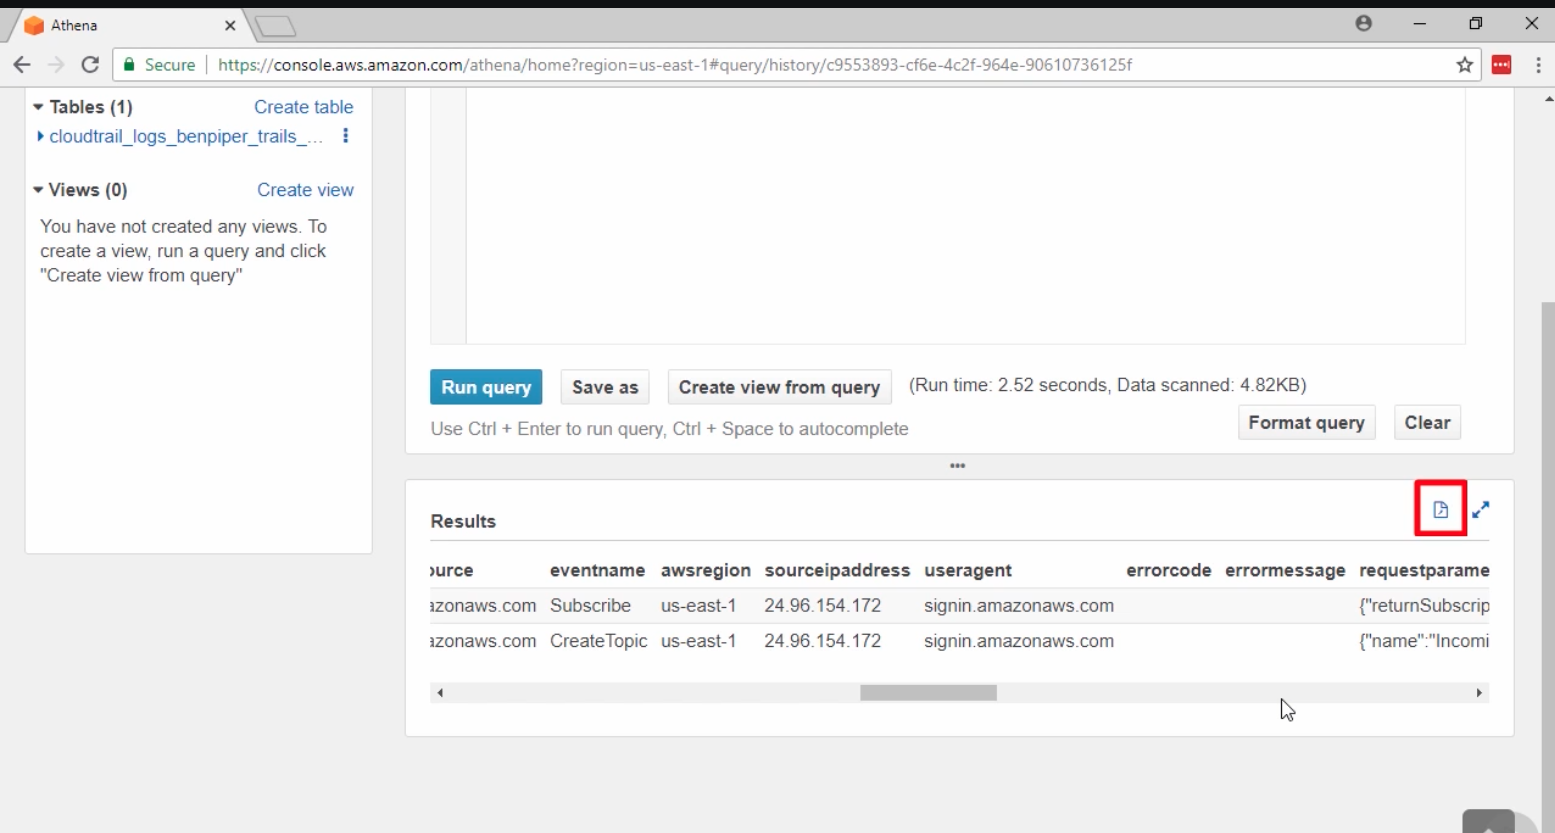 Athena
Secure https://console.aws.amazon.com/athena/home?region=us-east-1#query/history/c9553893-cf6e-4c2f-964e-90610736125f
Tables (1) Create table
cloudtrail_logs_benpiper_trails_...
Views (0) Create view
You have not created any views. To
create a view, run a query and click
"Create view from query"
Run query Save as Create view from query (Run time: 2.52 seconds, Data scanned: 4.82KB)
Use Ctrl + Enter to run query, Ctrl + Space to autocomplete Format query Clear
Results
ource eventname awsregion sourceipaddress useragent errorcode errormessage requestparame
azonaws.com Subscribe us-east-1 24.96.154.172 signin.amazonaws.com {"returnSubscrip
azonaws.com CreateTopic us-east-1 24.96.154.172 signin.amazonaws.com {"name":"Incomi